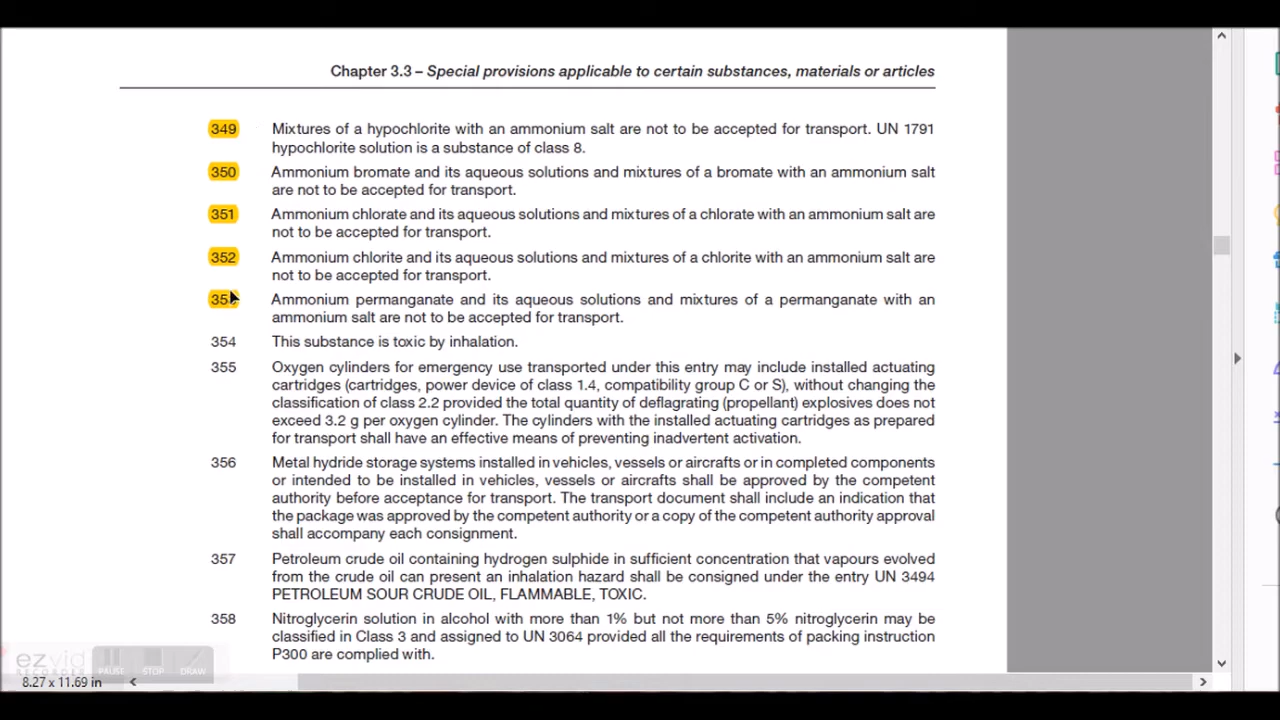 Chapter 3.3 – Special provisions applicable to certain substances, materials or articles
349 Mixtures of a hypochlorite with an ammonium salt are not to be accepted for transport. UN 1791
hypochlorite solution is a substance of class 8.
350 Ammonium bromate and its aqueous solutions and mixtures of a bromate with an ammonium salt
are not to be accepted for transport.
351 Ammonium chlorate and its aqueous solutions and mixtures of a chlorate with an ammonium salt are
not to be accepted for transport.
352 Ammonium chlorite and its aqueous solutions and mixtures of a chlorite with an ammonium salt are
not to be accepted for transport.
Ammonium permanganate and its aqueous solutions and mixtures of a permanganate with an
ammonium salt are not to be accepted for transport.
354 This substance is toxic by inhalation.
355 Oxygen cylinders for emergency use transported under this entry may include installed actuating
cartridges (cartridges, power device of class 1.4, compatibility group C or S), without changing the
classification of class 2.2 provided the total quantity of deflagrating (propellant) explosives does not
exceed 3.2 g per oxygen cylinder. The cylinders with the installed actuating cartridges as prepared
for transport shall have an effective means of preventing inadvertent activation.
356 Metal hydride storage systems installed in vehicles, vessels or aircrafts or in completed components
or intended to be installed in vehicles, vessels or aircrafts shall be approved by the competent
authority before acceptance for transport. The transport document shall include an indication that
the package was approved by the competent authority or a copy of the competent authority approval
shall accompany each consignment.
357 Petroleum crude oil containing hydrogen sulphide in sufficient concentration that vapours evolved
from the crude oil can present an inhalation hazard shall be consigned under the entry UN 3494
PETROLEUM SOUR CRUDE OIL, FLAMMABLE, TOXIC.
358 Nitroglycerin solution in alcohol with more than 1% but not more than 5% nitroglycerin may be
classified in Class 3 and assigned to UN 3064 provided all the requirements of packing instruction
P300 are complied with.
ezvid
RECORDER
PAUSE STOP DRAW
8.27 x 11.69 in